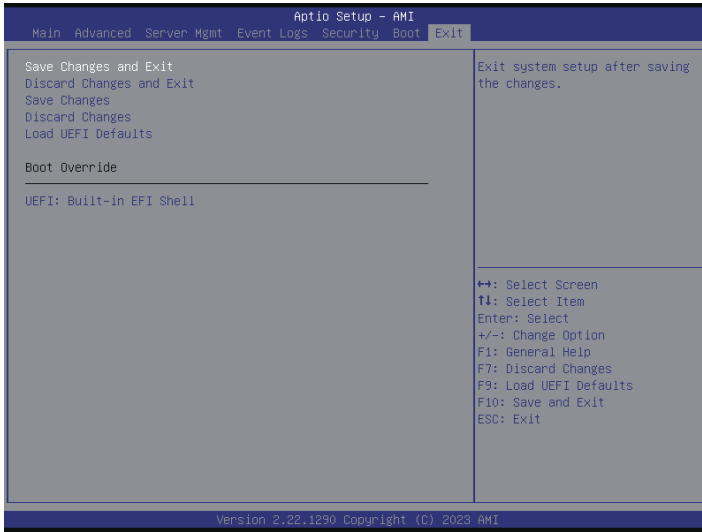 Aptio Setup - AMI
Main Advanced Server Mgmt Event Logs Security Boot Exit
Save Changes and Exit
Discard Changes and Exit
Save Changes
Discard Changes
Load UEFI Defaults
Boot Override
UEFI: Built-in EFI Shell
Exit system setup after saving
the changes.
↔: Select Screen
↑↓: Select Item
Enter: Select
+/-: Change Option
F1: General Help
F7: Discard Changes
F9: Load UEFI Defaults
F10: Save and Exit
ESC: Exit
Version 2.22.1290 Copyright (C) 2023 AMI